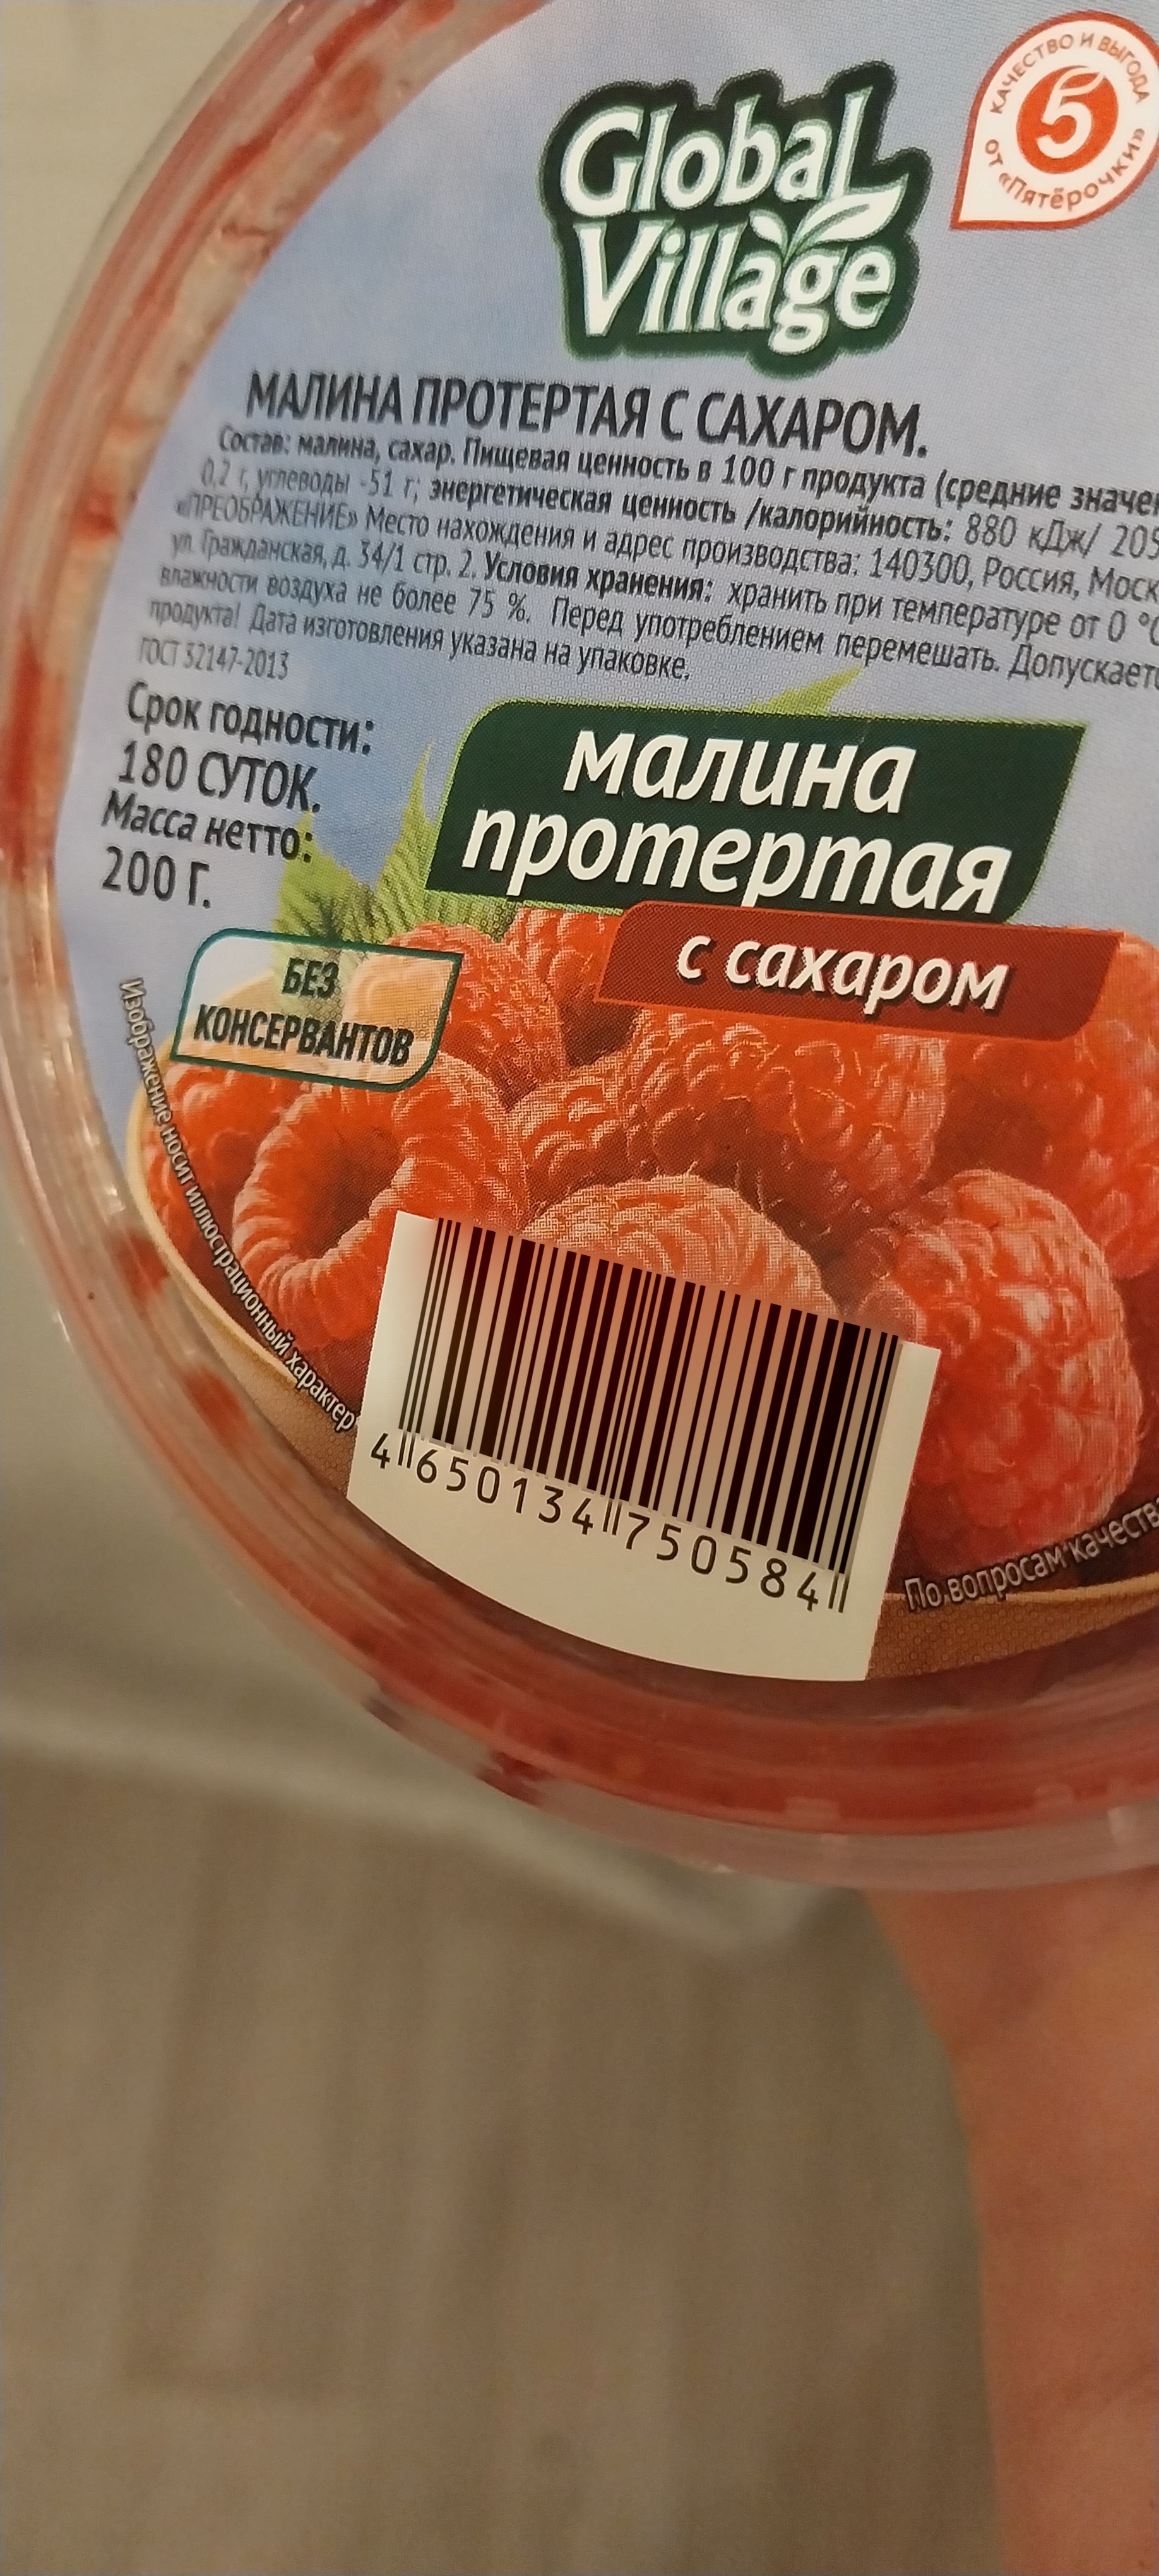 Global
Village
КАЧЕСТВО И ВЫГОДА
5
ОТ «Пятёрочки»
МАЛИНА ПРОТЕРТАЯ С САХАРОМ.
Состав: малина, сахар. Пищевая ценность в 100 г продукта (средние
0,2 г, углеводы -51 г; энергетическая ценность /калорийность: 880 кДж/ 205
«ПРЕОБРАЖЕНИЕ» Место нахождения и адрес производства: 140300, Россия,
ул. Гражданская, д. 34/1 стр. 2. Условия хранения: хранить при температуре от 0
влажности воздуха не более 75 %. Перед употреблением перемешать.
продукта! Дата изготовления указана на упаковке.
ГОСТ 32147-2013
Срок годности:
180 СУТОК.
Масса нетто:
200 Г.
малина
протертая
с сахаром
БЕЗ
КОНСЕРВАНТОВ
Изображение носит иллюстрационный характер
4 650134 750584
По вопросам качества